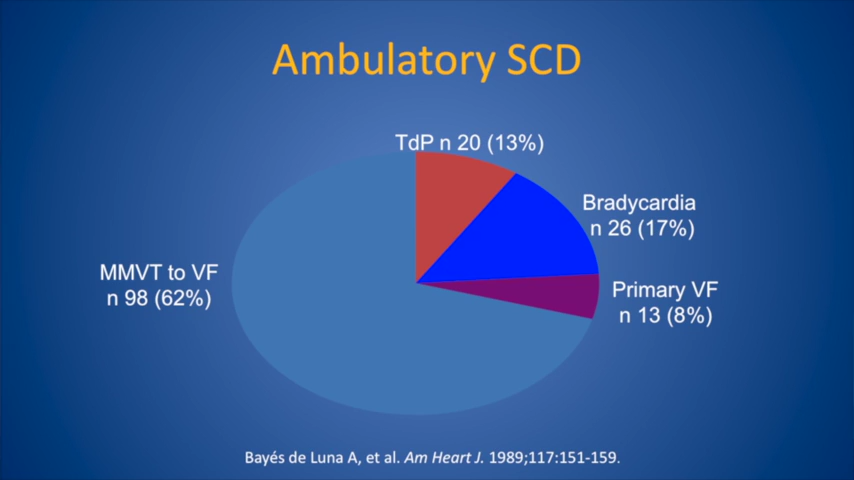 Ambulatory SCD
TdP n 20 (13%)
Bradycardia
n 26 (17%)
MMVT to VF
n 98 (62%)
Primary VF
n 13 (8%)
Bayés de Luna A, et al. Am Heart J. 1989;117:151-159.